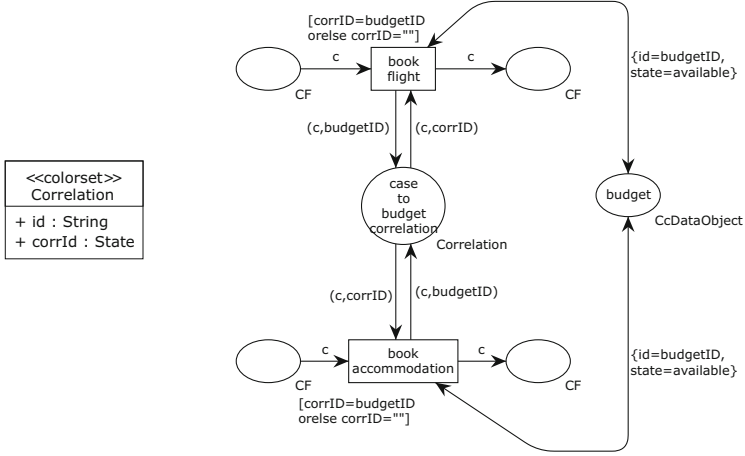 [corrID=budgetID
orelse corrID=""]
c
book
flight
c
CF
CF
{id=budgetID,
state=available}
(c,budgetID)
(c,corrID)
<<colorset>>
Correlation
+ id : String
+ corrId : State
case
to
budget
correlation
Correlation
budget
CcDataObject
(c,corrID)
(c,budgetID)
c
book
accommodation
c
CF
CF
{id=budgetID,
state=available}
[corrID=budgetID
orelse corrID=""]